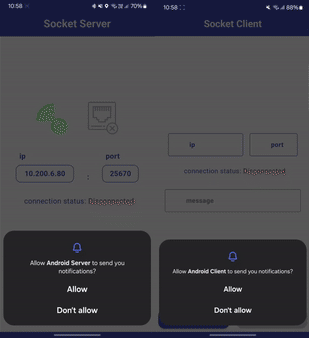 10:58
70%
Socket Server
ip
port
10.200.6.80
:
25670
connection status: Disconnected
Allow Android Server to send you
notifications?
Allow
Don't allow
10:58
88%
Socket Client
ip
port
connection status: Disconnected
message
Allow Android Client to send you notifications?
Allow
Don't allow